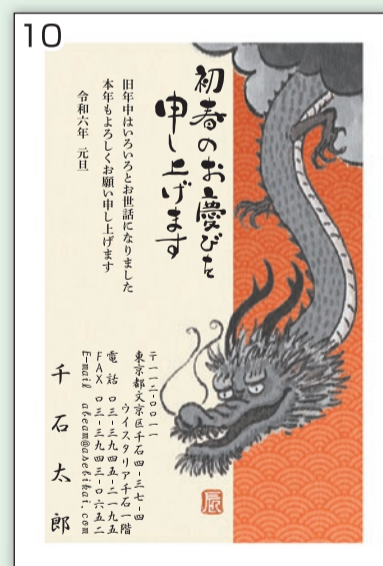 10
初春のお慶びを
申し上げます
旧年中はいろいろとお世話になりました
本年もよろしくお願い申し上げます
令和六年 元旦
〒一一二-〇〇一一
東京都文京区千石四-三七-四
ウイスタリア千石一階
電話 〇三-三九四五-二一九五
FAX 〇三-三九四三-〇六五二
E-mail abeam@asebikai.com
千石太郎
辰